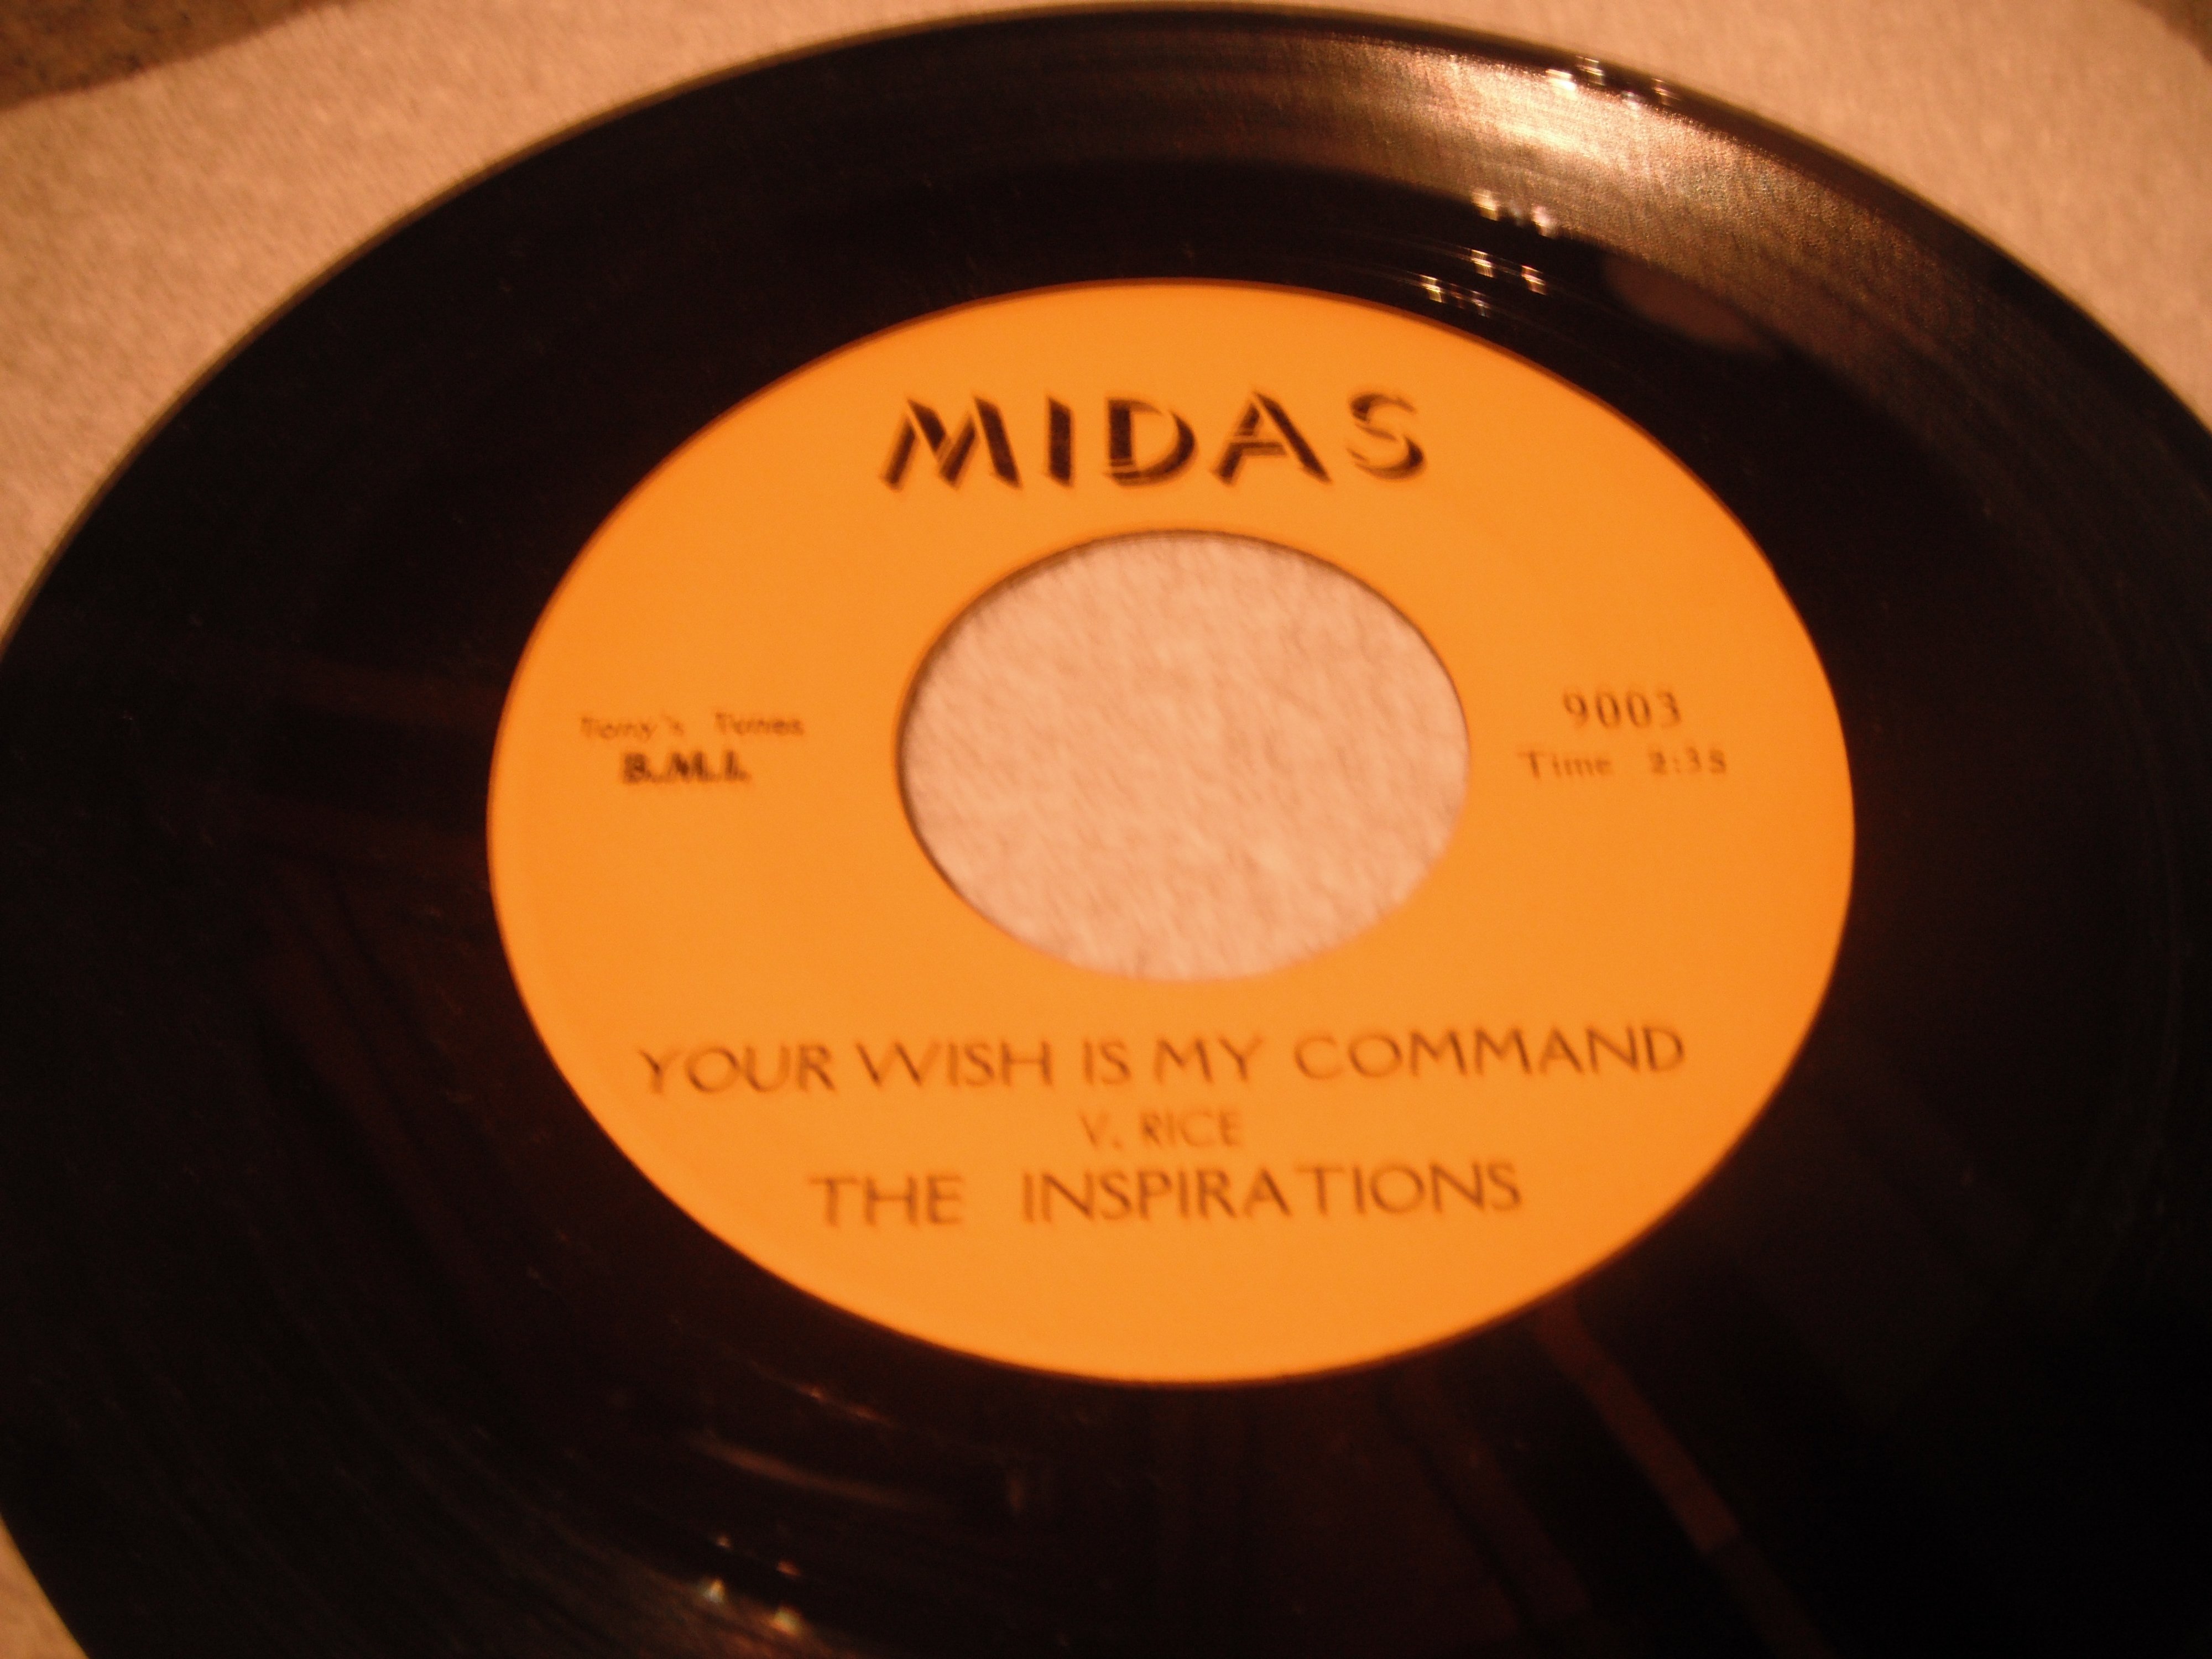 MIDAS
Tony's Tones
B.M.I.
9003
Time 2:35
YOUR WISH IS MY COMMAND
V. RICE
THE INSPIRATIONS